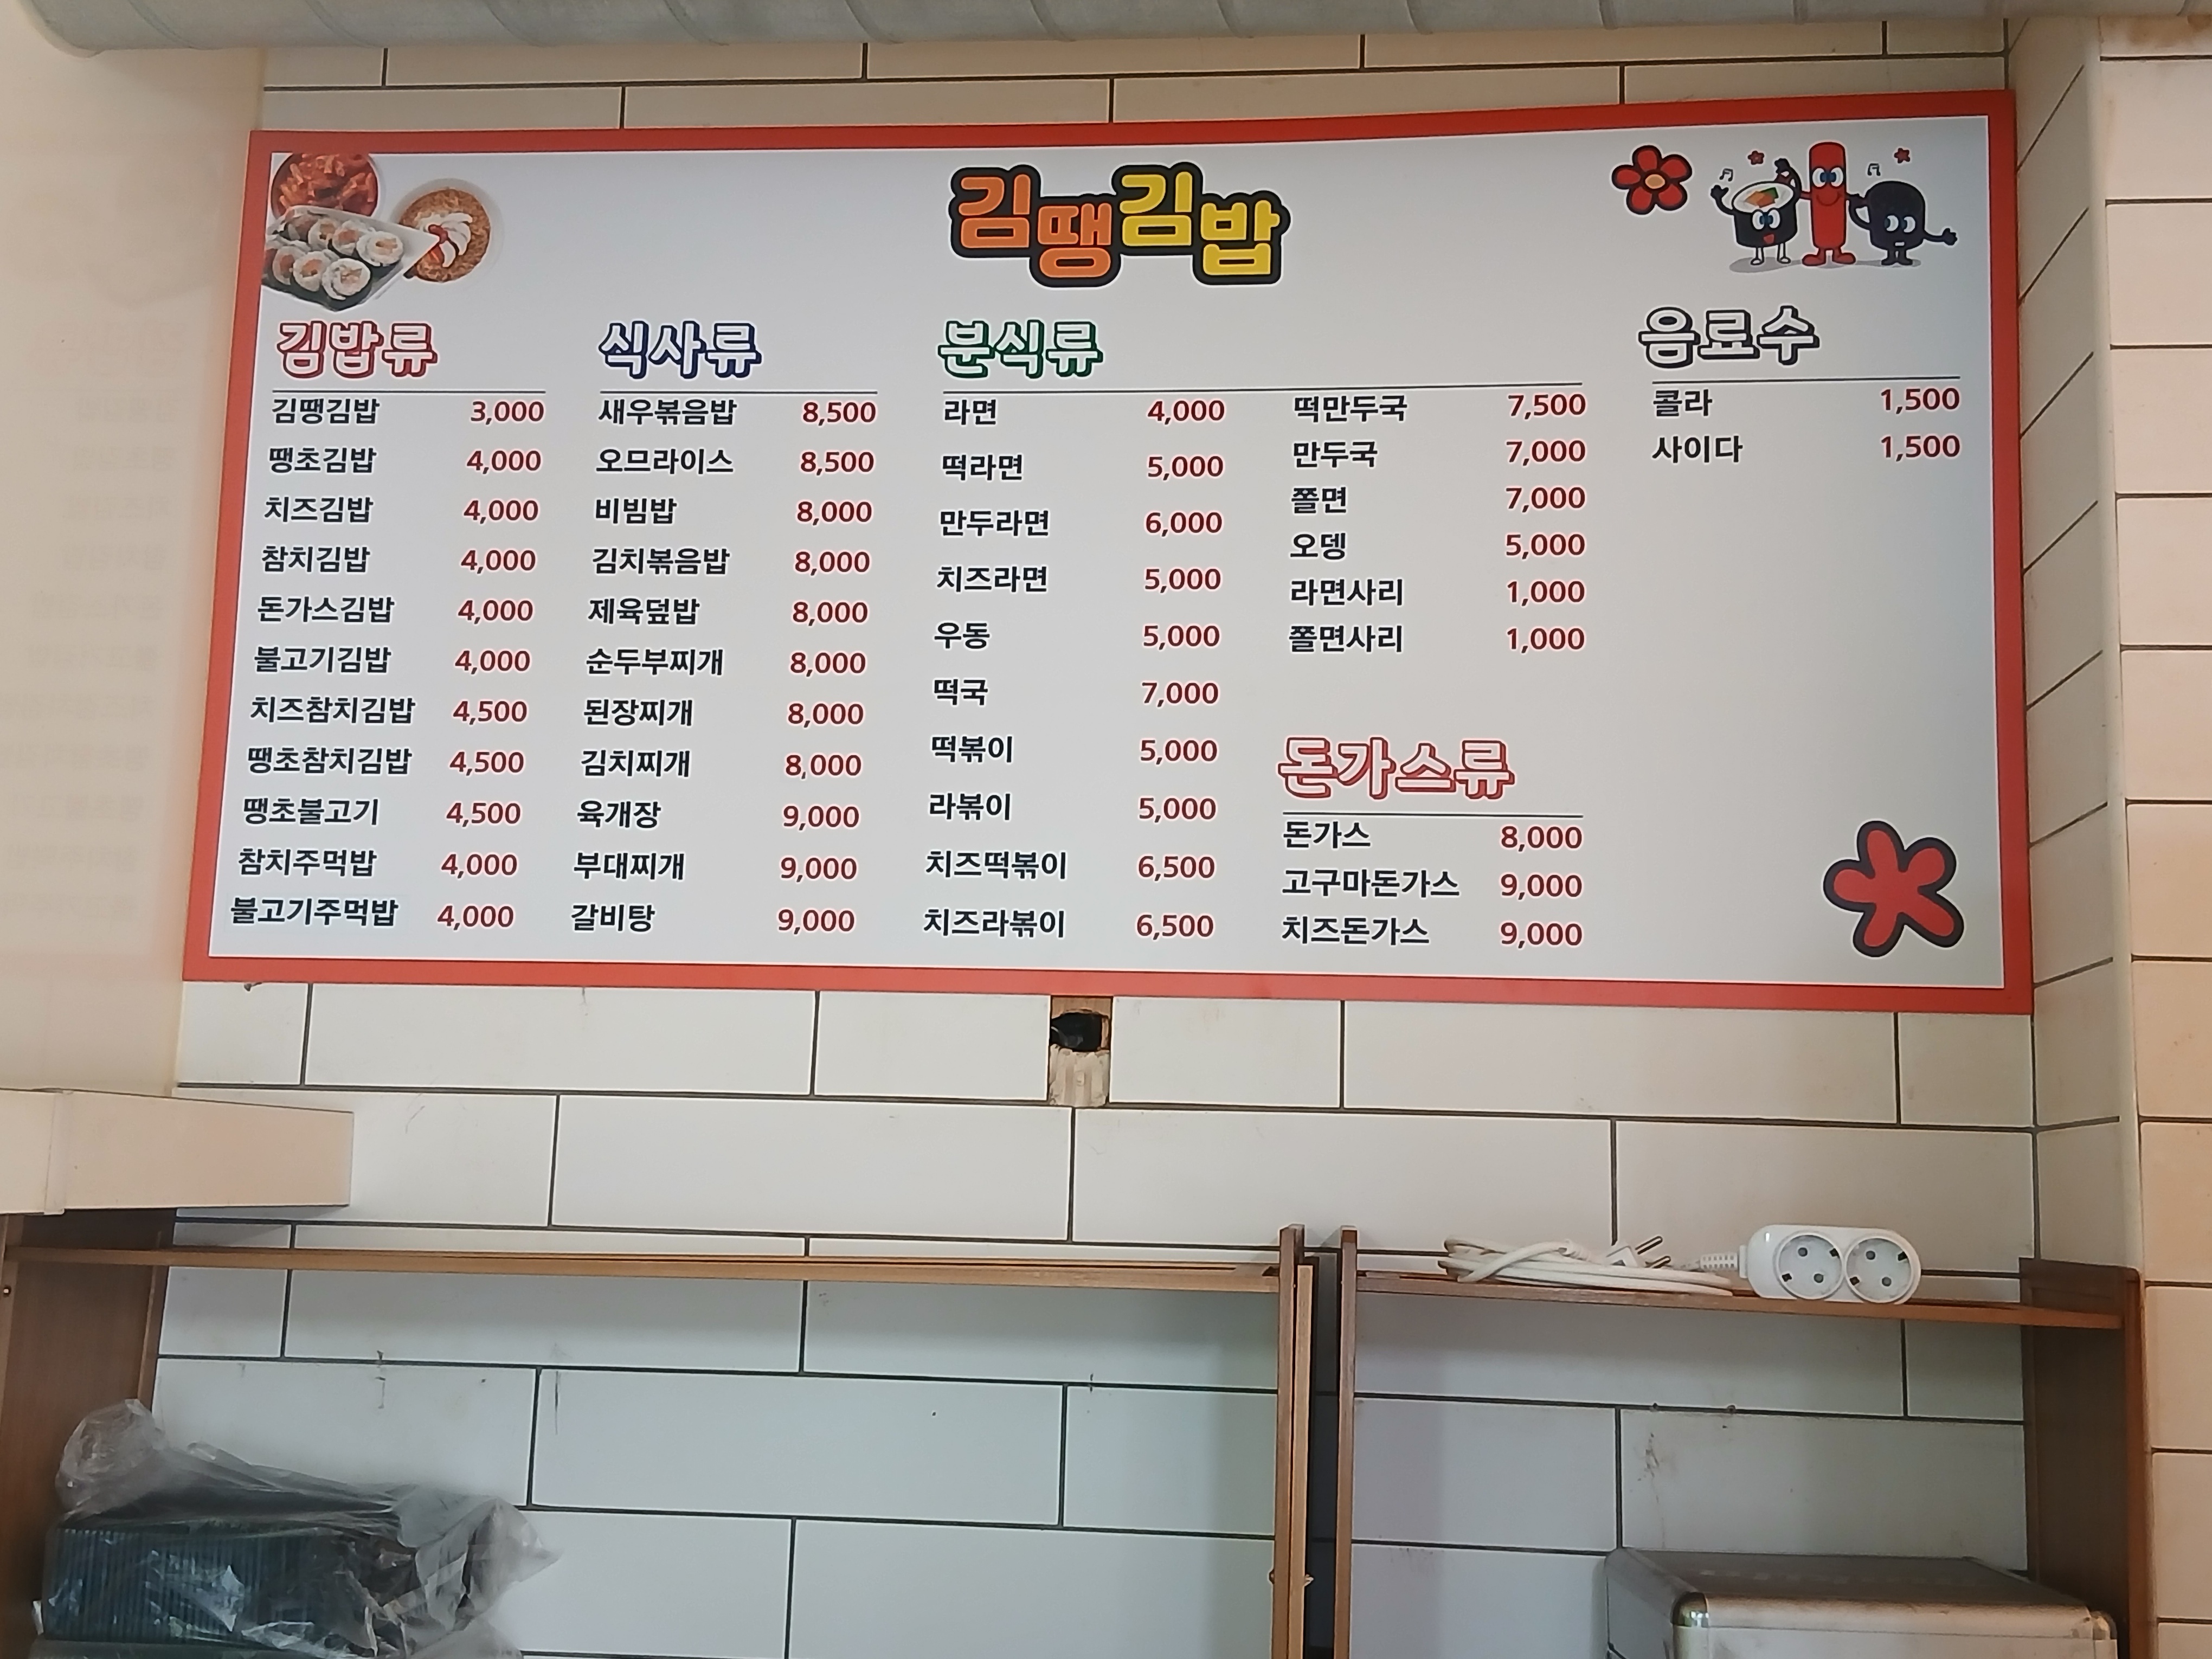 김땡김밥
김밥류
김땡김밥 3,000
땡초김밥 4,000
치즈김밥 4,000
참치김밥 4,000
돈가스김밥 4,000
불고기김밥 4,000
치즈참치김밥 4,500
땡초참치김밥 4,500
땡초불고기 4,500
참치주먹밥 4,000
불고기주먹밥 4,000
식사류
새우볶음밥 8,500
오므라이스 8,500
비빔밥 8,000
김치볶음밥 8,000
제육덮밥 8,000
순두부찌개 8,000
된장찌개 8,000
김치찌개 8,000
육개장 9,000
부대찌개 9,000
갈비탕 9,000
분식류
라면 4,000
떡라면 5,000
만두라면 6,000
치즈라면 5,000
우동 5,000
떡국 7,000
떡볶이 5,000
라볶이 5,000
치즈떡볶이 6,500
치즈라볶이 6,500
떡만두국 7,500
만두국 7,000
쫄면 7,000
오뎅 5,000
라면사리 1,000
쫄면사리 1,000
돈가스류
돈가스 8,000
고구마돈가스 9,000
치즈돈가스 9,000
음료수
콜라 1,500
사이다 1,500